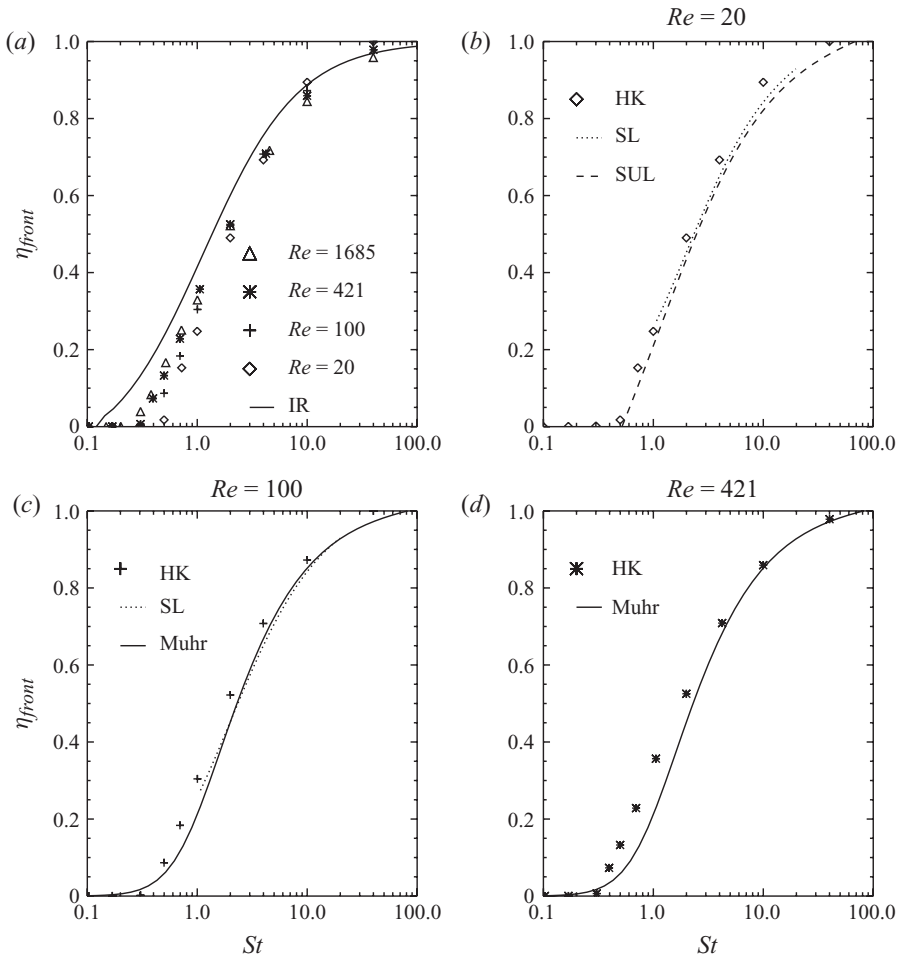 (a)
1.0
0.8
0.6
0.4
0.2
0
η_front
Re = 1685
Re = 421
Re = 100
Re = 20
IR
0.1 1.0 10.0 100.0
Re = 20
(b)
1.0
0.8
0.6
0.4
0.2
0
HK
SL
SUL
0.1 1.0 10.0 100.0
Re = 100
(c)
1.0
0.8
0.6
0.4
0.2
0
η_front
HK
SL
Muhr
0.1 1.0 10.0 100.0
St
Re = 421
(d)
1.0
0.8
0.6
0.4
0.2
0
HK
Muhr
0.1 1.0 10.0 100.0
St